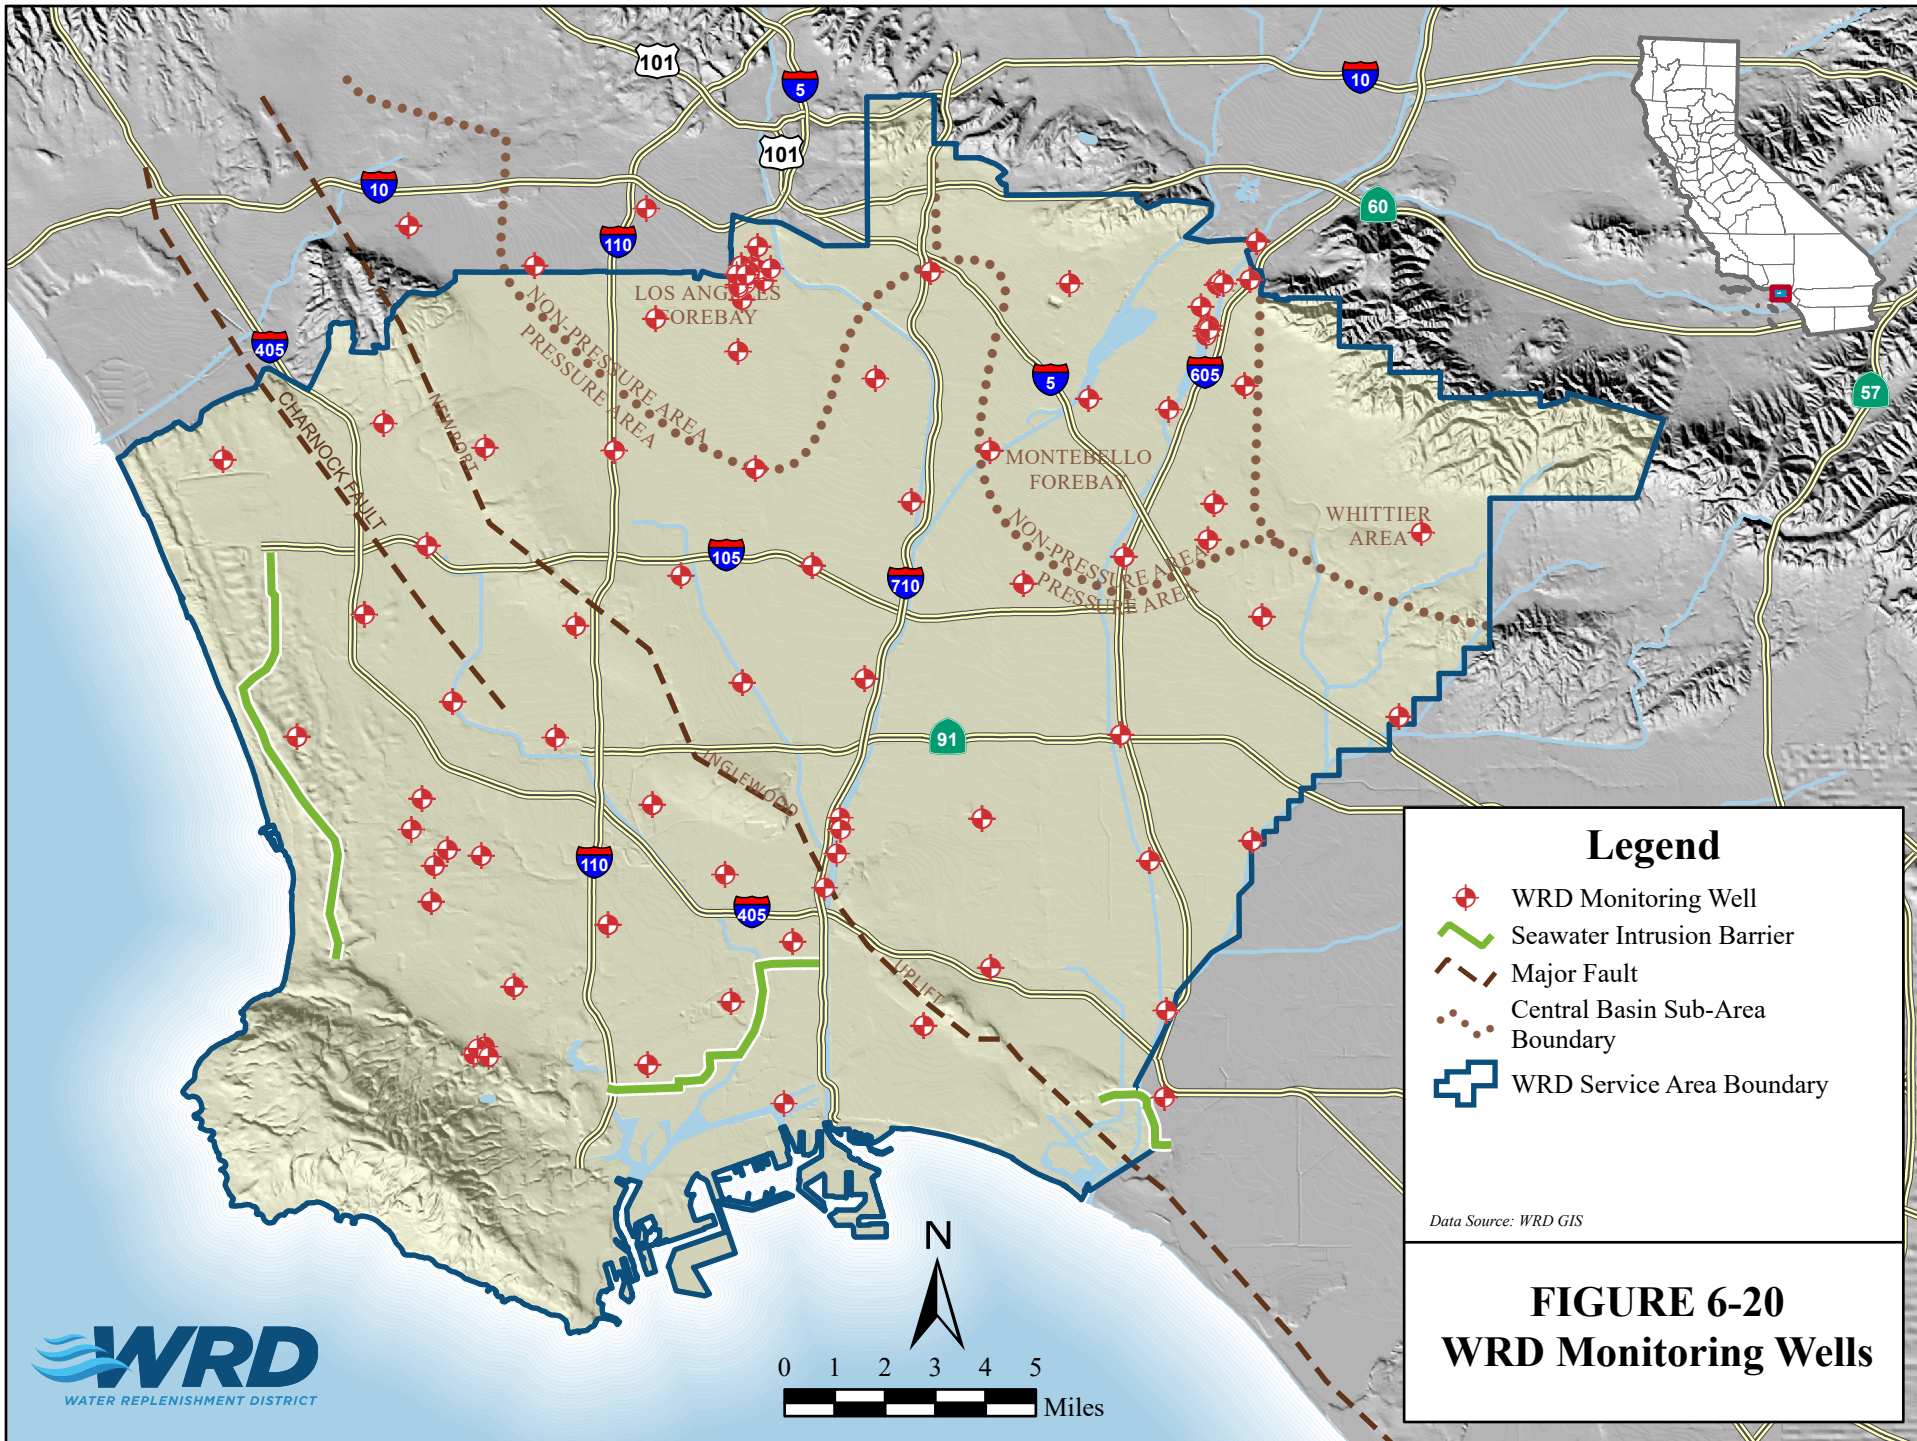 101
5
10
101
10
60
110
NON-PRESSURE AREA
PRESSURE AREA
LOS ANGELES
FOREBAY
405
5
605
57
CHARNOCK FAULT
NEWPORT
MONTEBELLO
FOREBAY
WHITTIER
AREA
NON-PRESSURE AREA
PRESSURE AREA
105
710
91
INGLEWOOD
110
405
UPLIFT
Legend
WRD Monitoring Well
Seawater Intrusion Barrier
Major Fault
Central Basin Sub-Area
Boundary
WRD Service Area Boundary
Data Source: WRD GIS
FIGURE 6-20
WRD Monitoring Wells
N
0 1 2 3 4 5
Miles
WRD
WATER REPLENISHMENT DISTRICT